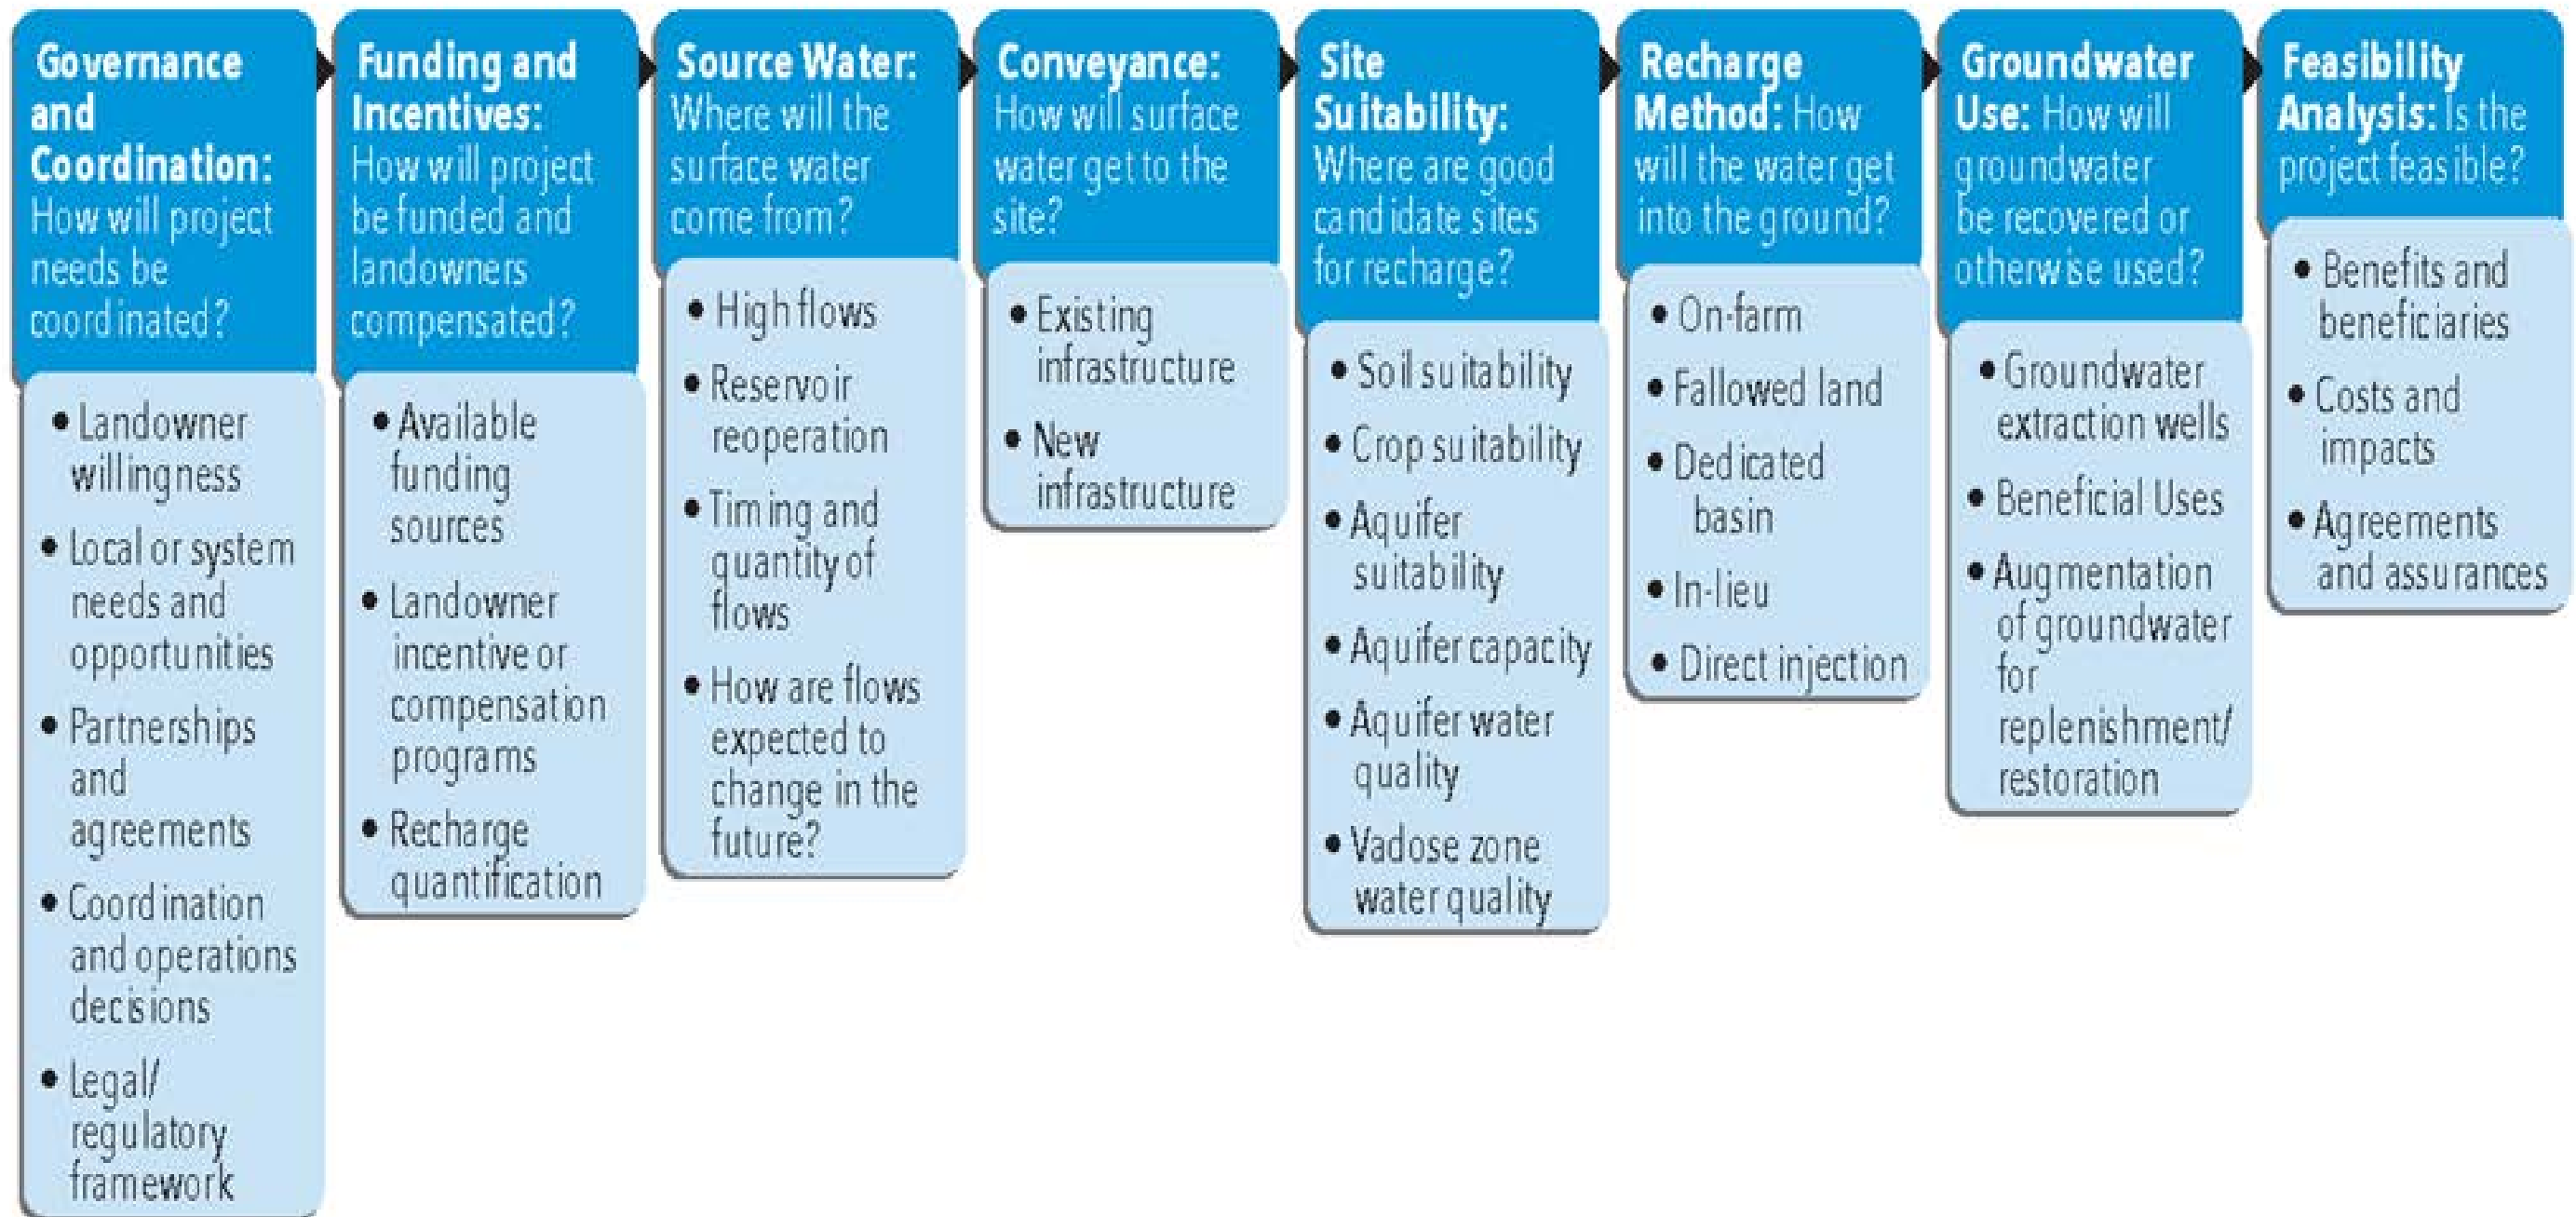 Governance
and
Coordination:
How will project
needs be
coordinated?
• Landowner
willingness
• Local or system
needs and
opportunities
• Partnerships
and
agreements
• Coordination
and operations
decisions
• Legal/
regulatory
framework
Funding and
Incentives:
How will project
be funded and
landowners
compensated?
• Available
funding
sources
• Landowner
incentive or
compensation
programs
• Recharge
quantification
Source Water:
Where will the
surface water
come from?
• High flows
• Reservoir
reoperation
• Timing and
quantity of
flows
• How are flows
expected to
change in the
future?
Conveyance:
How will surface
water get to the
site?
• Existing
infrastructure
• New
infrastructure
Site
Suitability:
Where are good
candidate sites
for recharge?
• Soil suitability
• Crop suitability
• Aquifer
suitability
• Aquifer capacity
• Aquifer water
quality
• Vadose zone
water quality
Recharge
Method: How
will the water get
into the ground?
• On-farm
• Fallowed land
• Dedicated
basin
• In-lieu
• Direct injection
Groundwater
Use: How will
groundwater
be recovered or
otherwise used?
• Groundwater
extraction wells
• Beneficial Uses
• Augmentation
of groundwater
for
replenishment/
restoration
Feasibility
Analysis: Is the
project feasible?
• Benefits and
beneficiaries
• Costs and
impacts
• Agreements
and assurances